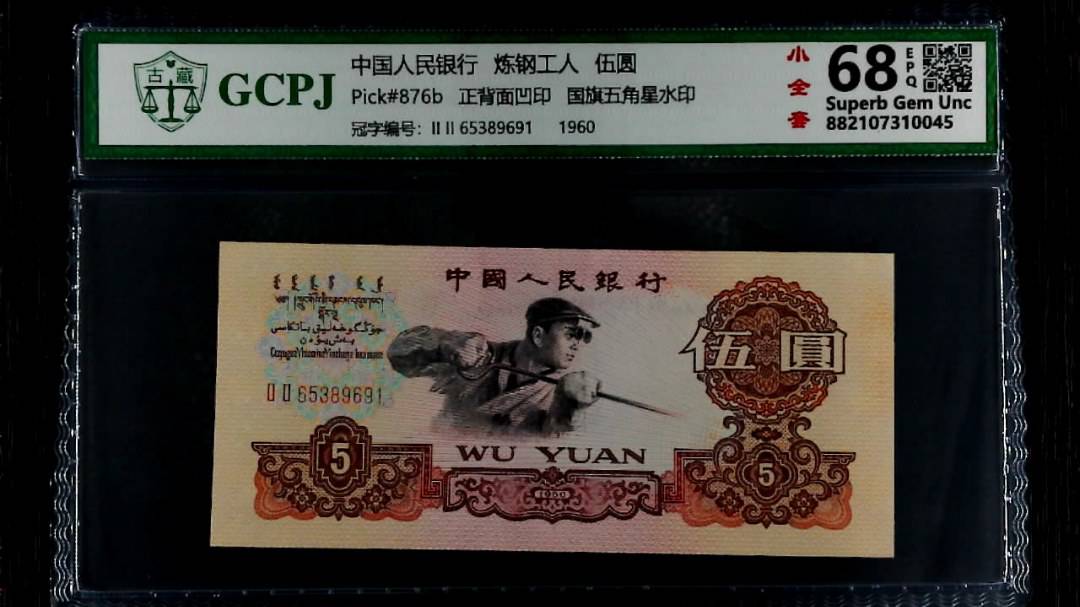 古藏
GCPJ
中国人民银行 炼钢工人 伍圆
Pick#876b 正背面凹印 国旗五角星水印
冠字编号: II II 65389691 1960
小全套
68 EPQ
Superb Gem Unc
882107310045
中國人民銀行
伍圓
II II 65389691
WU YUAN
5
1960
5